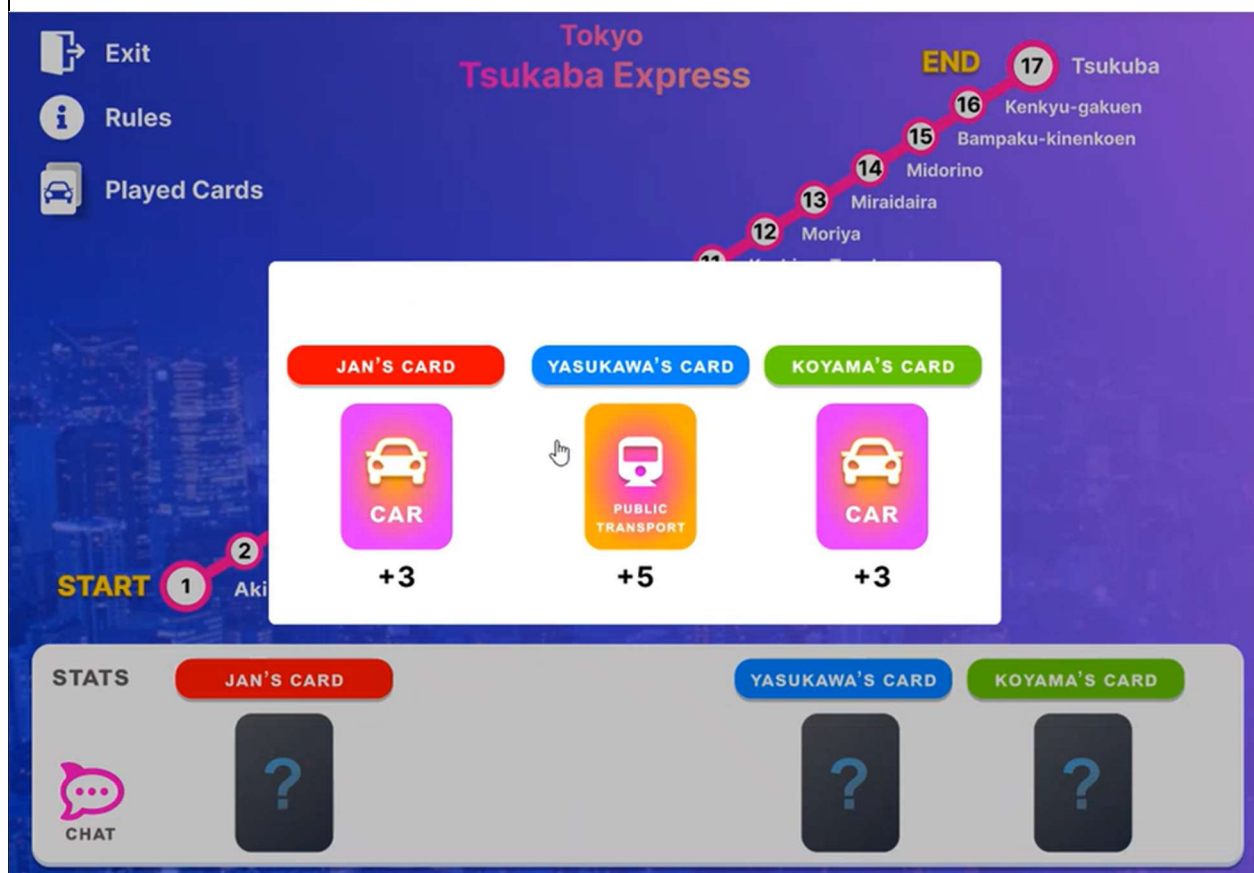 Exit
Rules
Played Cards
Tokyo
Tsukaba Express
END
17 Tsukuba
16 Kenkyu-gakuen
15 Bampaku-kinenkoen
14 Midorino
13 Miraidaira
12 Moriya
11
JAN'S CARD
YASUKAWA'S CARD
KOYAMA'S CARD
CAR
PUBLIC
TRANSPORT
CAR
+3
+5
+3
2
START 1 Aki
STATS
JAN'S CARD
YASUKAWA'S CARD
KOYAMA'S CARD
? ? ?
CHAT